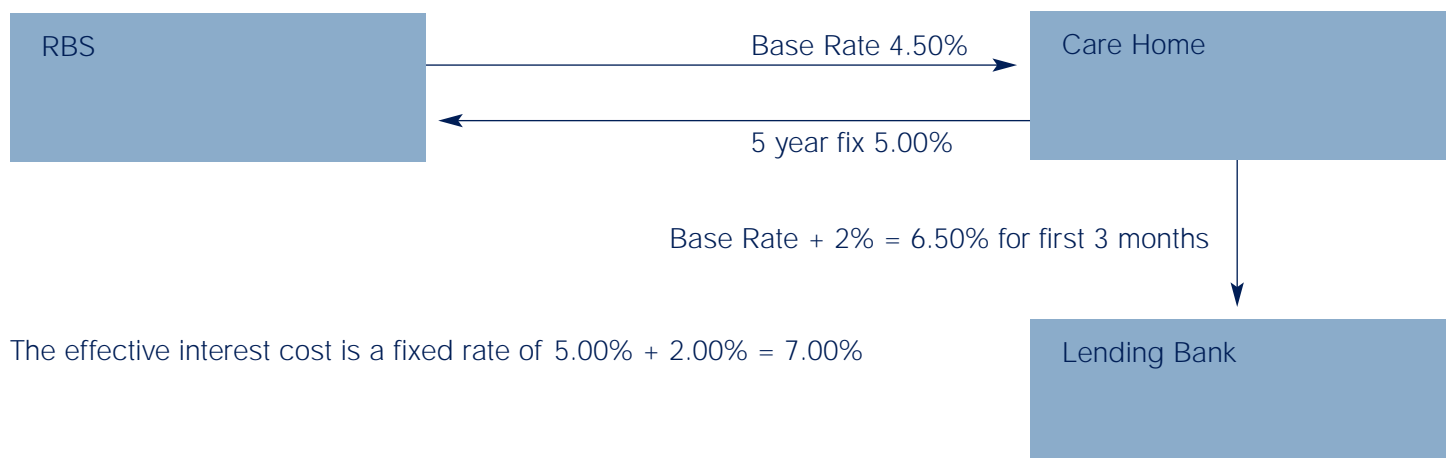 RBS
Base Rate 4.50%
Care Home
5 year fix 5.00%
Base Rate + 2% = 6.50% for first 3 months
The effective interest cost is a fixed rate of 5.00% + 2.00% = 7.00%
Lending Bank